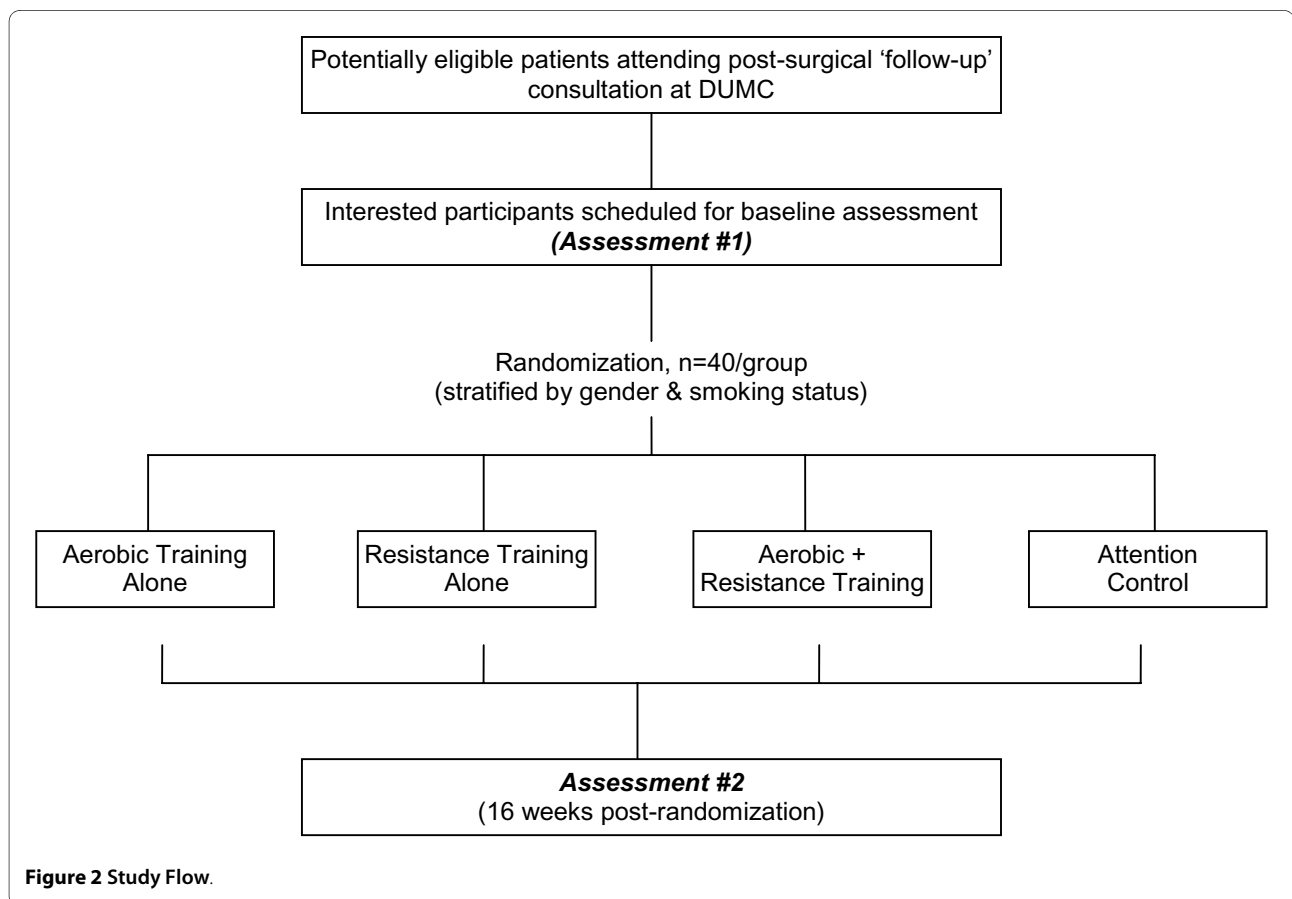 Potentially eligible patients attending post-surgical ‘follow-up’
consultation at DUMC
Interested participants scheduled for baseline assessment
(Assessment #1)
Randomization, n=40/group
(stratified by gender & smoking status)
Aerobic Training
Alone
Resistance Training
Alone
Aerobic +
Resistance Training
Attention
Control
Assessment #2
(16 weeks post-randomization)
Figure 2 Study Flow.